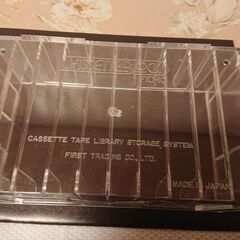 CASSETTE TAPE LIBRARY STORAGE SYSTEM
FIRST TRADING CO., LTD.
MADE IN JAPAN